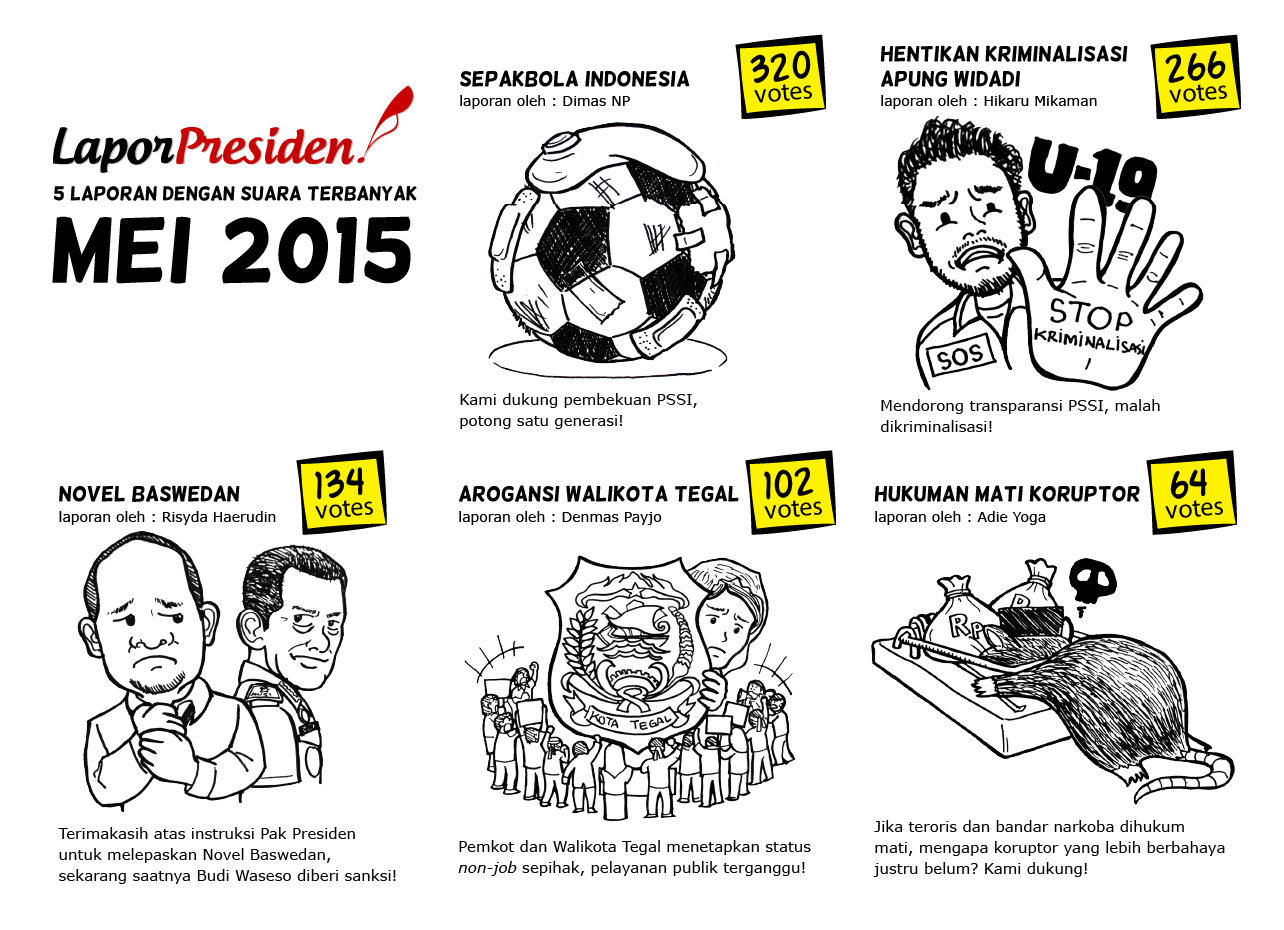 LaporPresiden.
5 LAPORAN DENGAN SUARA TERBANYAK
MEI 2015
SEPAKBOLA INDONESIA
laporan oleh : Dimas NP
320
votes
Kami dukung pembekuan PSSI,
potong satu generasi!
HENTIKAN KRIMINALISASI
APUNG WIDADI
laporan oleh : Hikaru Mikaman
266
votes
U-19
STOP
KRIMINALISASI
!
SOS
Mendorong transparansi PSSI, malah
dikriminalisasi!
NOVEL BASWEDAN
laporan oleh : Risyda Haerudin
134
votes
Terimakasih atas instruksi Pak Presiden
untuk melepaskan Novel Baswedan,
sekarang saatnya Budi Waseso diberi sanksi!
AROGANSI WALIKOTA TEGAL
laporan oleh : Denmas Payjo
102
votes
KOTA TEGAL
Pemkot dan Walikota Tegal menetapkan status
non-job sepihak, pelayanan publik terganggu!
HUKUMAN MATI KORUPTOR
laporan oleh : Adie Yoga
64
votes
Rp
Jika teroris dan bandar narkoba dihukum
mati, mengapa koruptor yang lebih berbahaya
justru belum? Kami dukung!